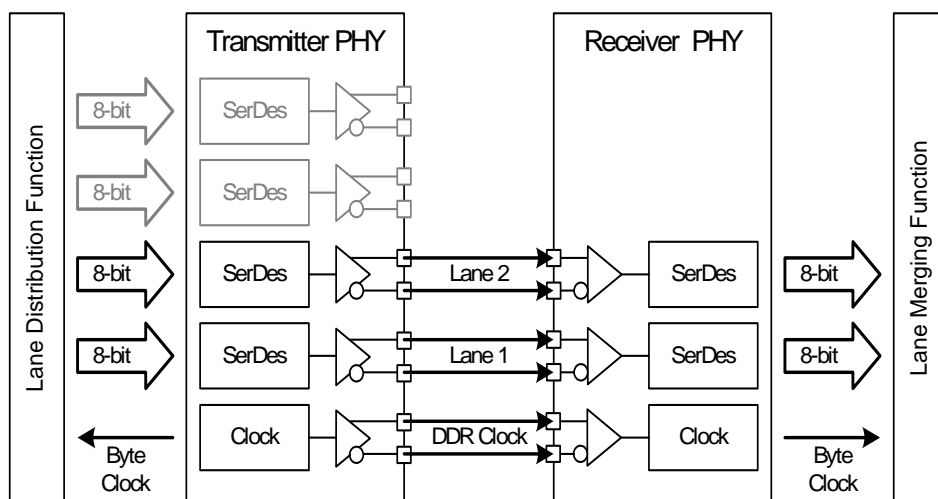 Transmitter PHY
Receiver PHY
Lane Distribution Function
8-bit
SerDes
8-bit
SerDes
8-bit
SerDes
Lane 2
SerDes
8-bit
8-bit
SerDes
Lane 1
SerDes
8-bit
Byte
Clock
Clock
DDR Clock
Clock
Byte
Clock
Lane Merging Function